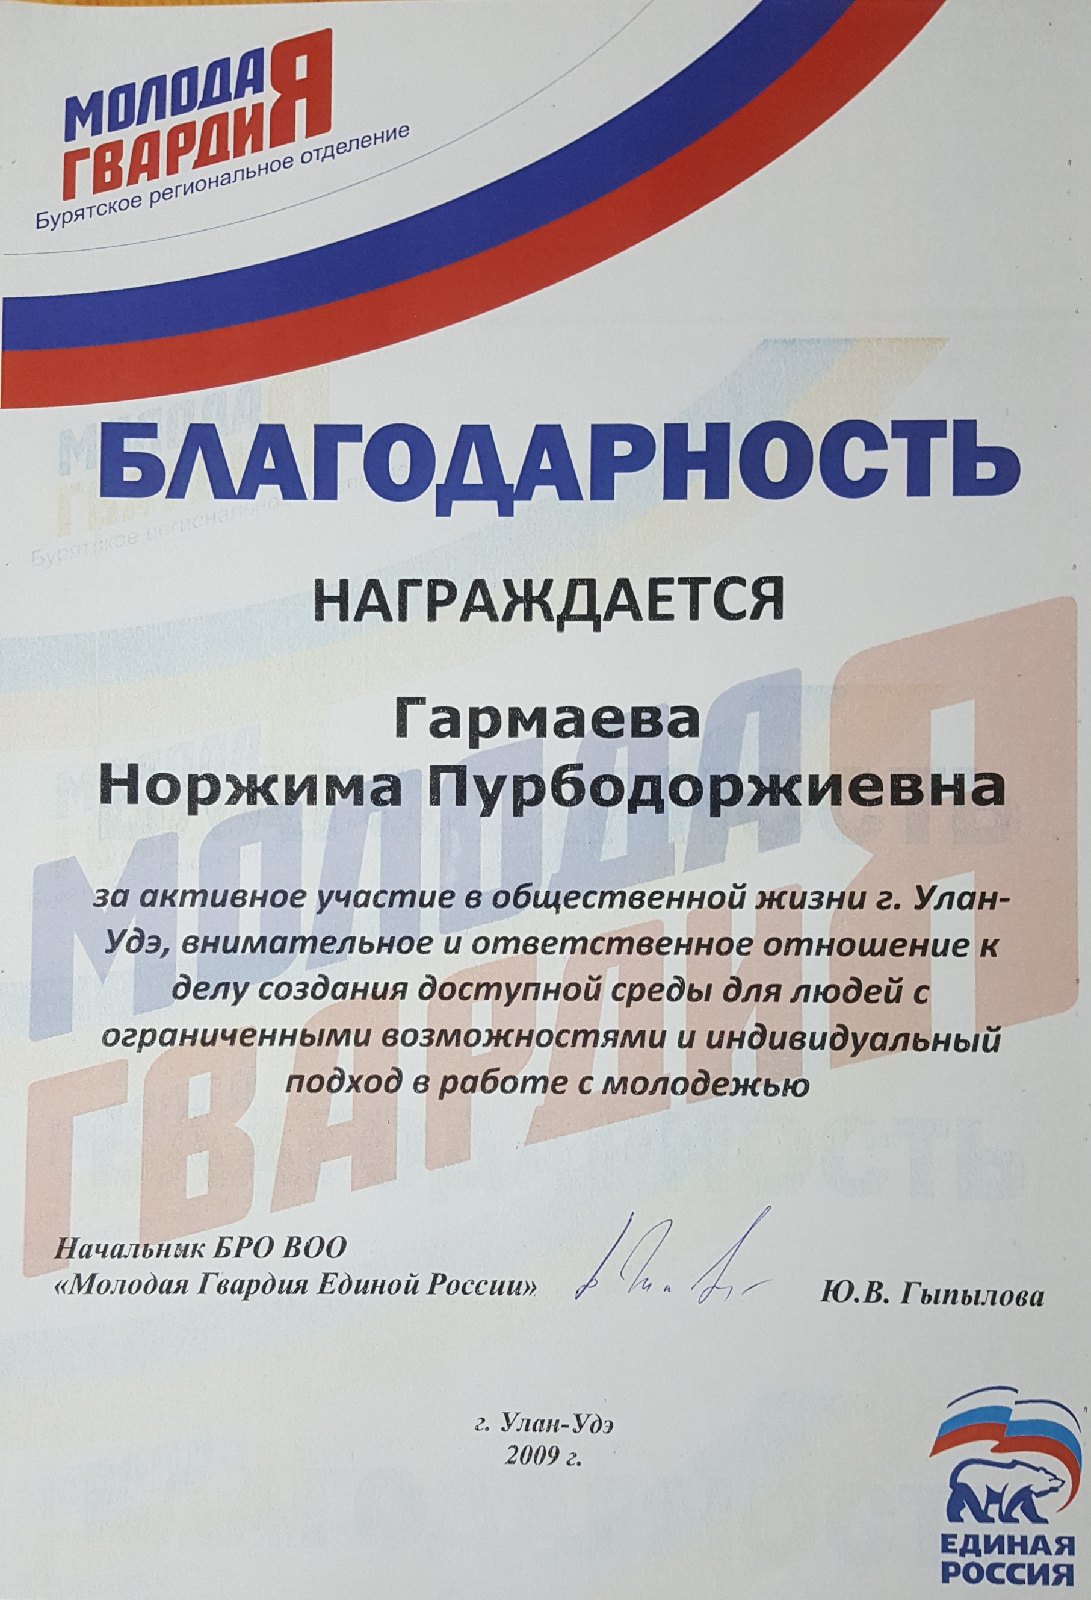 МОЛОДАЯ
ГВАРДИЯ
Бурятское региональное отделение
БЛАГОДАРНОСТЬ
НАГРАЖДАЕТСЯ
Гармаева
Норжима Пурбодоржиевна
за активное участие в общественной жизни г. Улан-
Удэ, внимательное и ответственное отношение к
делу создания доступной среды для людей с
ограниченными возможностями и индивидуальный
подход в работе с молодежью
МОЛОДАЯ
ГВАРДИЯ
Начальник БРО ВОО
«Молодая Гвардия Единой России»
Ю.В. Гыпылова
г. Улан-Удэ
2009 г.
ЕДИНАЯ
РОССИЯ